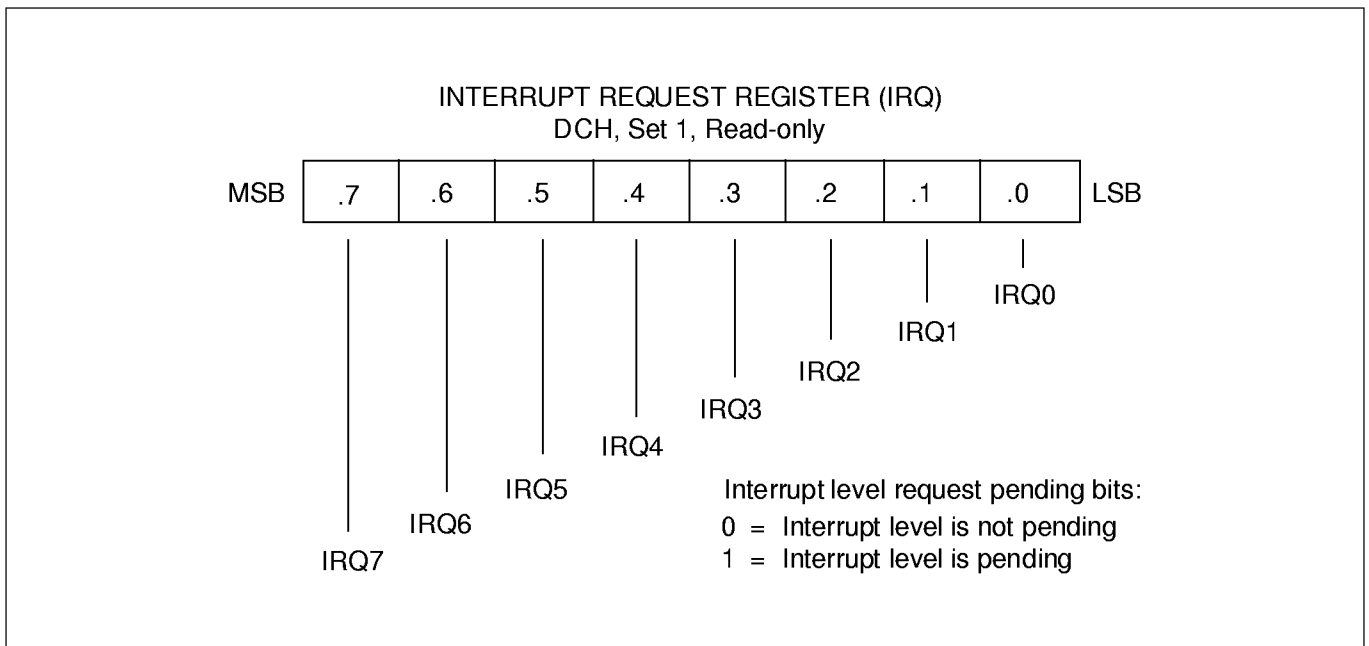 INTERRUPT REQUEST REGISTER (IRQ)
DCH, Set 1, Read-only
MSB .7 .6 .5 .4 .3 .2 .1 .0 LSB
IRQ0
IRQ1
IRQ2
IRQ3
IRQ4
IRQ5
IRQ6
IRQ7
Interrupt level request pending bits:
0 = Interrupt level is not pending
1 = Interrupt level is pending